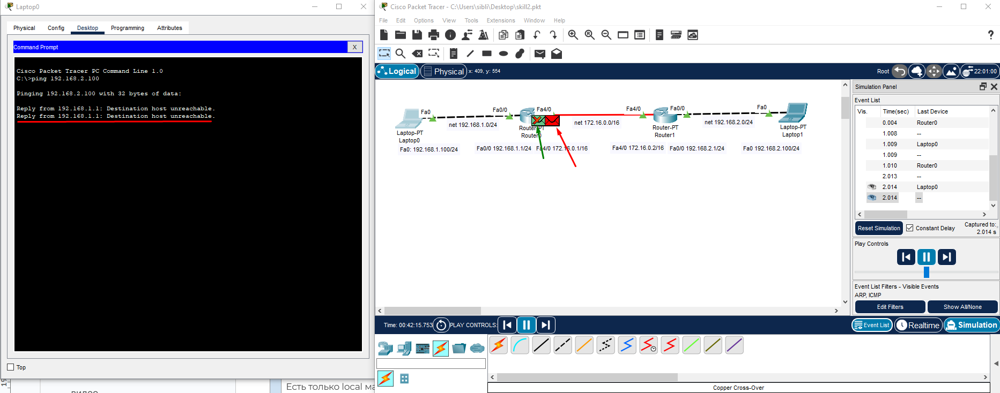 Laptop0
Physical
Config
Desktop
Programming
Attributes
Command Prompt
X
Cisco Packet Tracer PC Command Line 1.0
C:\>ping 192.168.2.100
Pinging 192.168.2.100 with 32 bytes of data:
Reply from 192.168.1.1: Destination host unreachable.
Reply from 192.168.1.1: Destination host unreachable.
Top
Есть только local
Cisco Packet Tracer - C:\Users\sibli\Desktop\skill2.pkt
File
Edit
Options
View
Tools
Extensions
Window
Help
Logical
Physical
x: 409, y: 554
Root
22:01:00
Fa0
Fa0/0
Fa4/0
Fa4/0
Fa0/0
Fa0
net 192.168.1.0/24
net 172.16.0.0/16
net 192.168.2.0/24
Laptop-PT
Laptop0
Router-PT
Router0
Router-PT
Router1
Laptop-PT
Laptop1
Fa0: 192.168.1.100/24
Fa0/0 192.168.1.1/24
Fa4/0 172.16.0.1/16
Fa4/0 172.16.0.2/16
Fa0/0 192.168.2.1/24
Fa0 192.168.2.100/24
Simulation Panel
Event List
Vis.
Time(sec)
Last Device
0.004
Router0
1.008
--
1.009
Laptop0
1.009
--
1.010
Router0
2.013
--
2.014
Laptop0
2.014
--
Reset Simulation
Constant Delay
Captured to:
2.014 s
Play Controls
Event List Filters - Visible Events
ARP, ICMP
Edit Filters
Show All/None
Time: 00:42:15.753
PLAY CONTROLS:
Event List
Realtime
Simulation
Copper Cross-Over